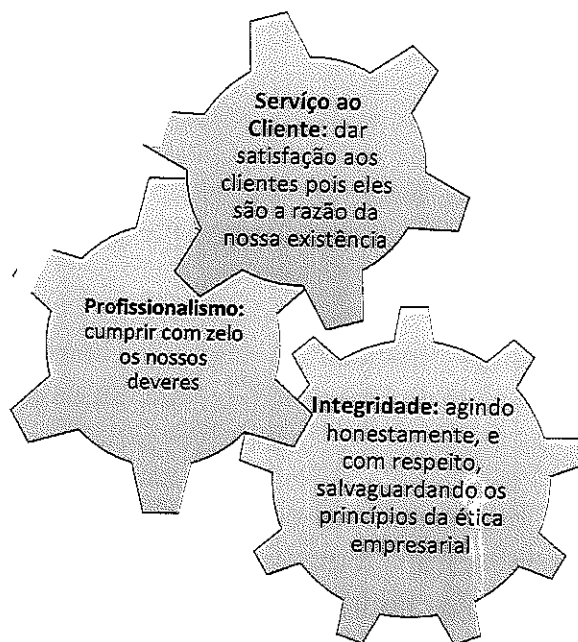 Serviço ao
Cliente: dar
satisfação aos
clientes pois eles
são a razão da
nossa existência
Profissionalismo:
cumprir com zelo
os nossos
deveres
Integridade: agindo
honestamente, e
com respeito,
salvaguardando os
princípios da ética
empresarial